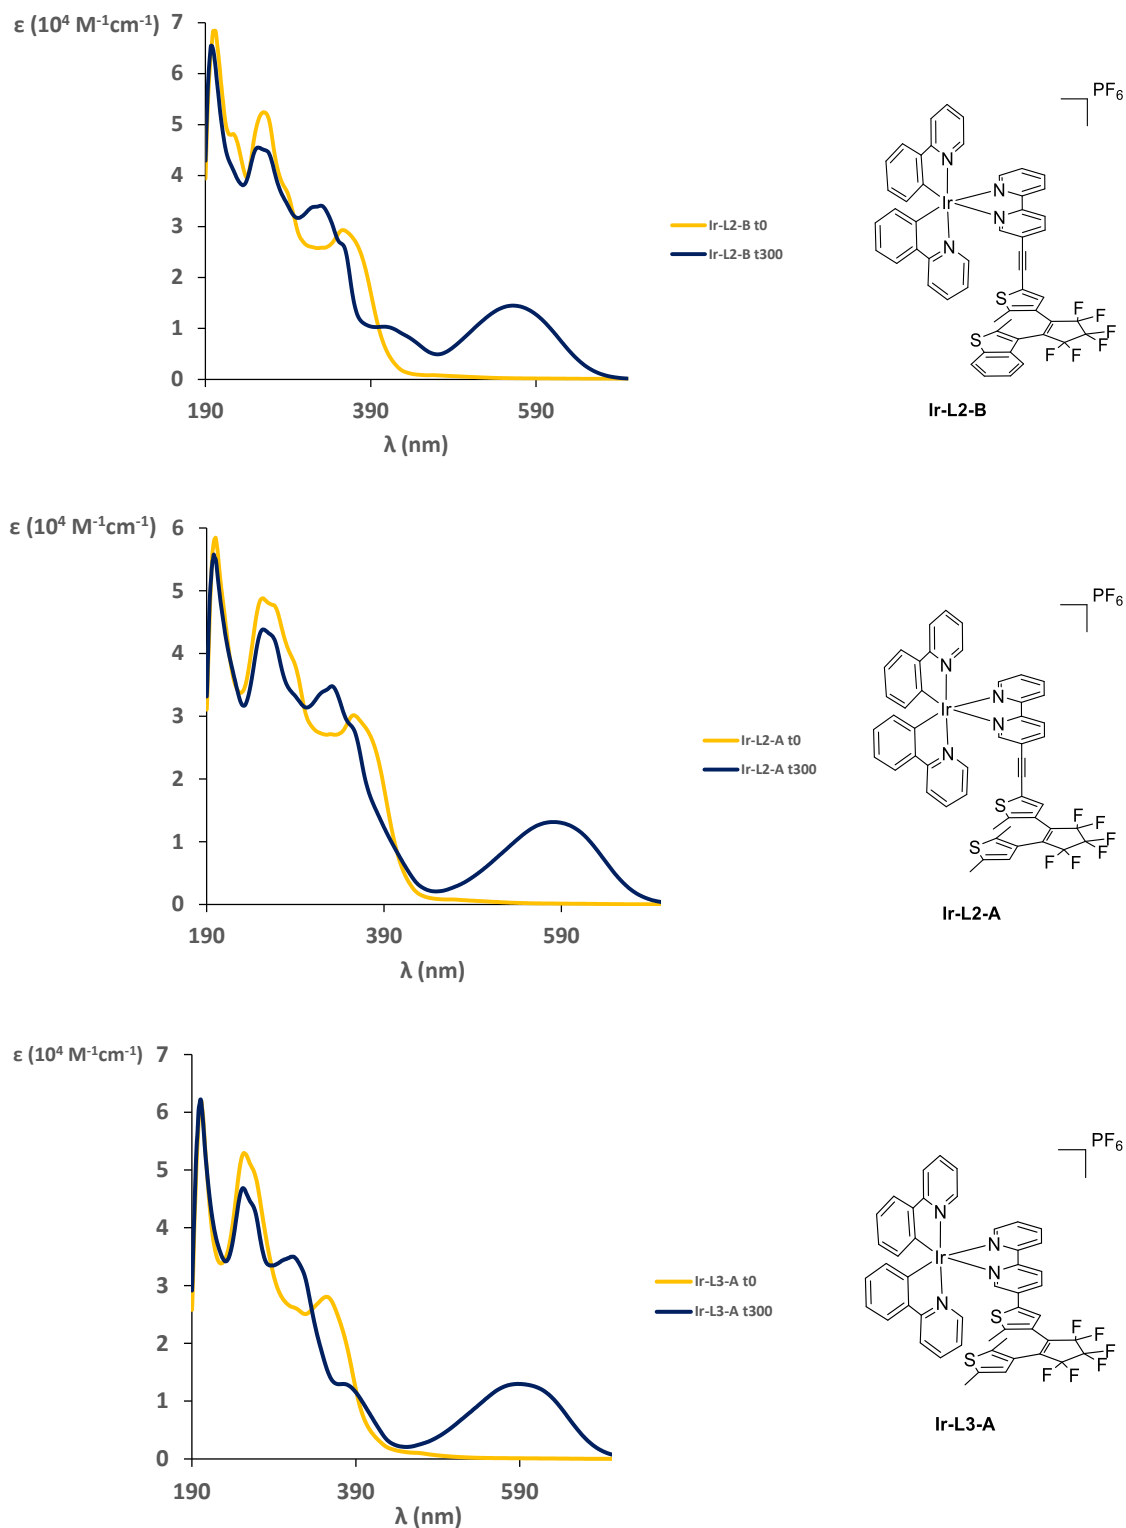 ε (10⁴ M⁻¹cm⁻¹)
7
6
5
4
3
2
1
0
190 390 590
λ (nm)
Ir-L2-B t0
Ir-L2-B t300
PF₆
N
N
Ir
N
N
S
F F
F
F
F F
S
Ir-L2-B
ε (10⁴ M⁻¹cm⁻¹)
6
5
4
3
2
1
0
190 390 590
λ (nm)
Ir-L2-A t0
Ir-L2-A t300
PF₆
N
N
Ir
N
N
S
F F
F
F
F F
S
Ir-L2-A
ε (10⁴ M⁻¹cm⁻¹)
7
6
5
4
3
2
1
0
190 390 590
λ (nm)
Ir-L3-A t0
Ir-L3-A t300
PF₆
N
N
Ir
N
N
S
F F
F
F
F F
S
Ir-L3-A